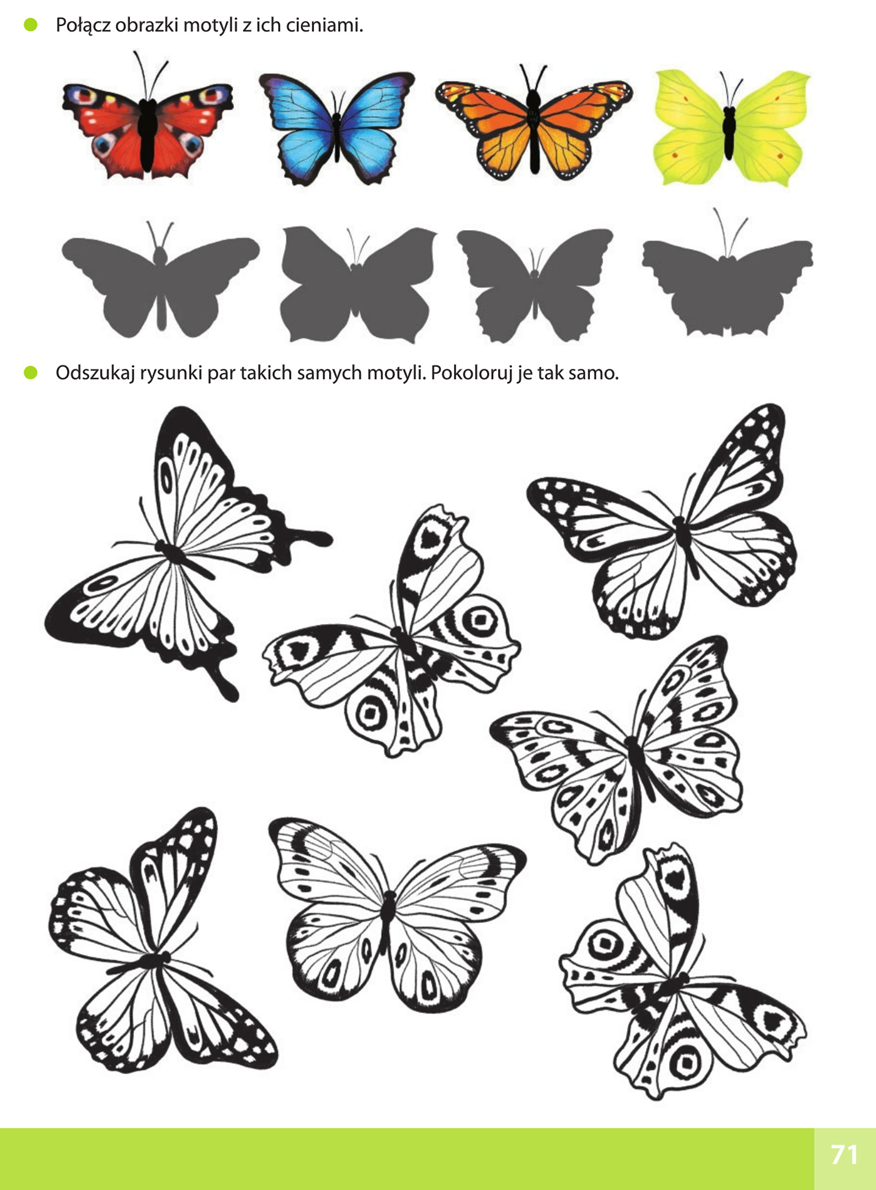 Połącz obrazki motyli z ich cieniami.
Odszukaj rysunki par takich samych motyli. Pokoloruj je tak samo.
71